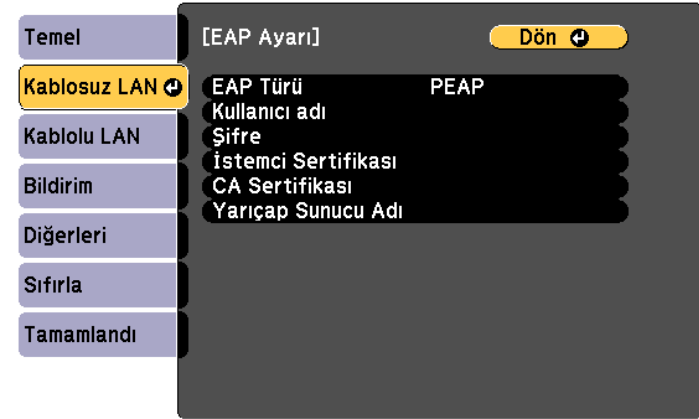 Temel
Kablosuz LAN
Kablolu LAN
Bildirim
Diğerleri
Sıfırla
Tamamlandı
[EAP Ayarı]
Dön
EAP Türü PEAP
Kullanıcı adı
Şifre
İstemci Sertifikası
CA Sertifikası
Yarıçap Sunucu Adı